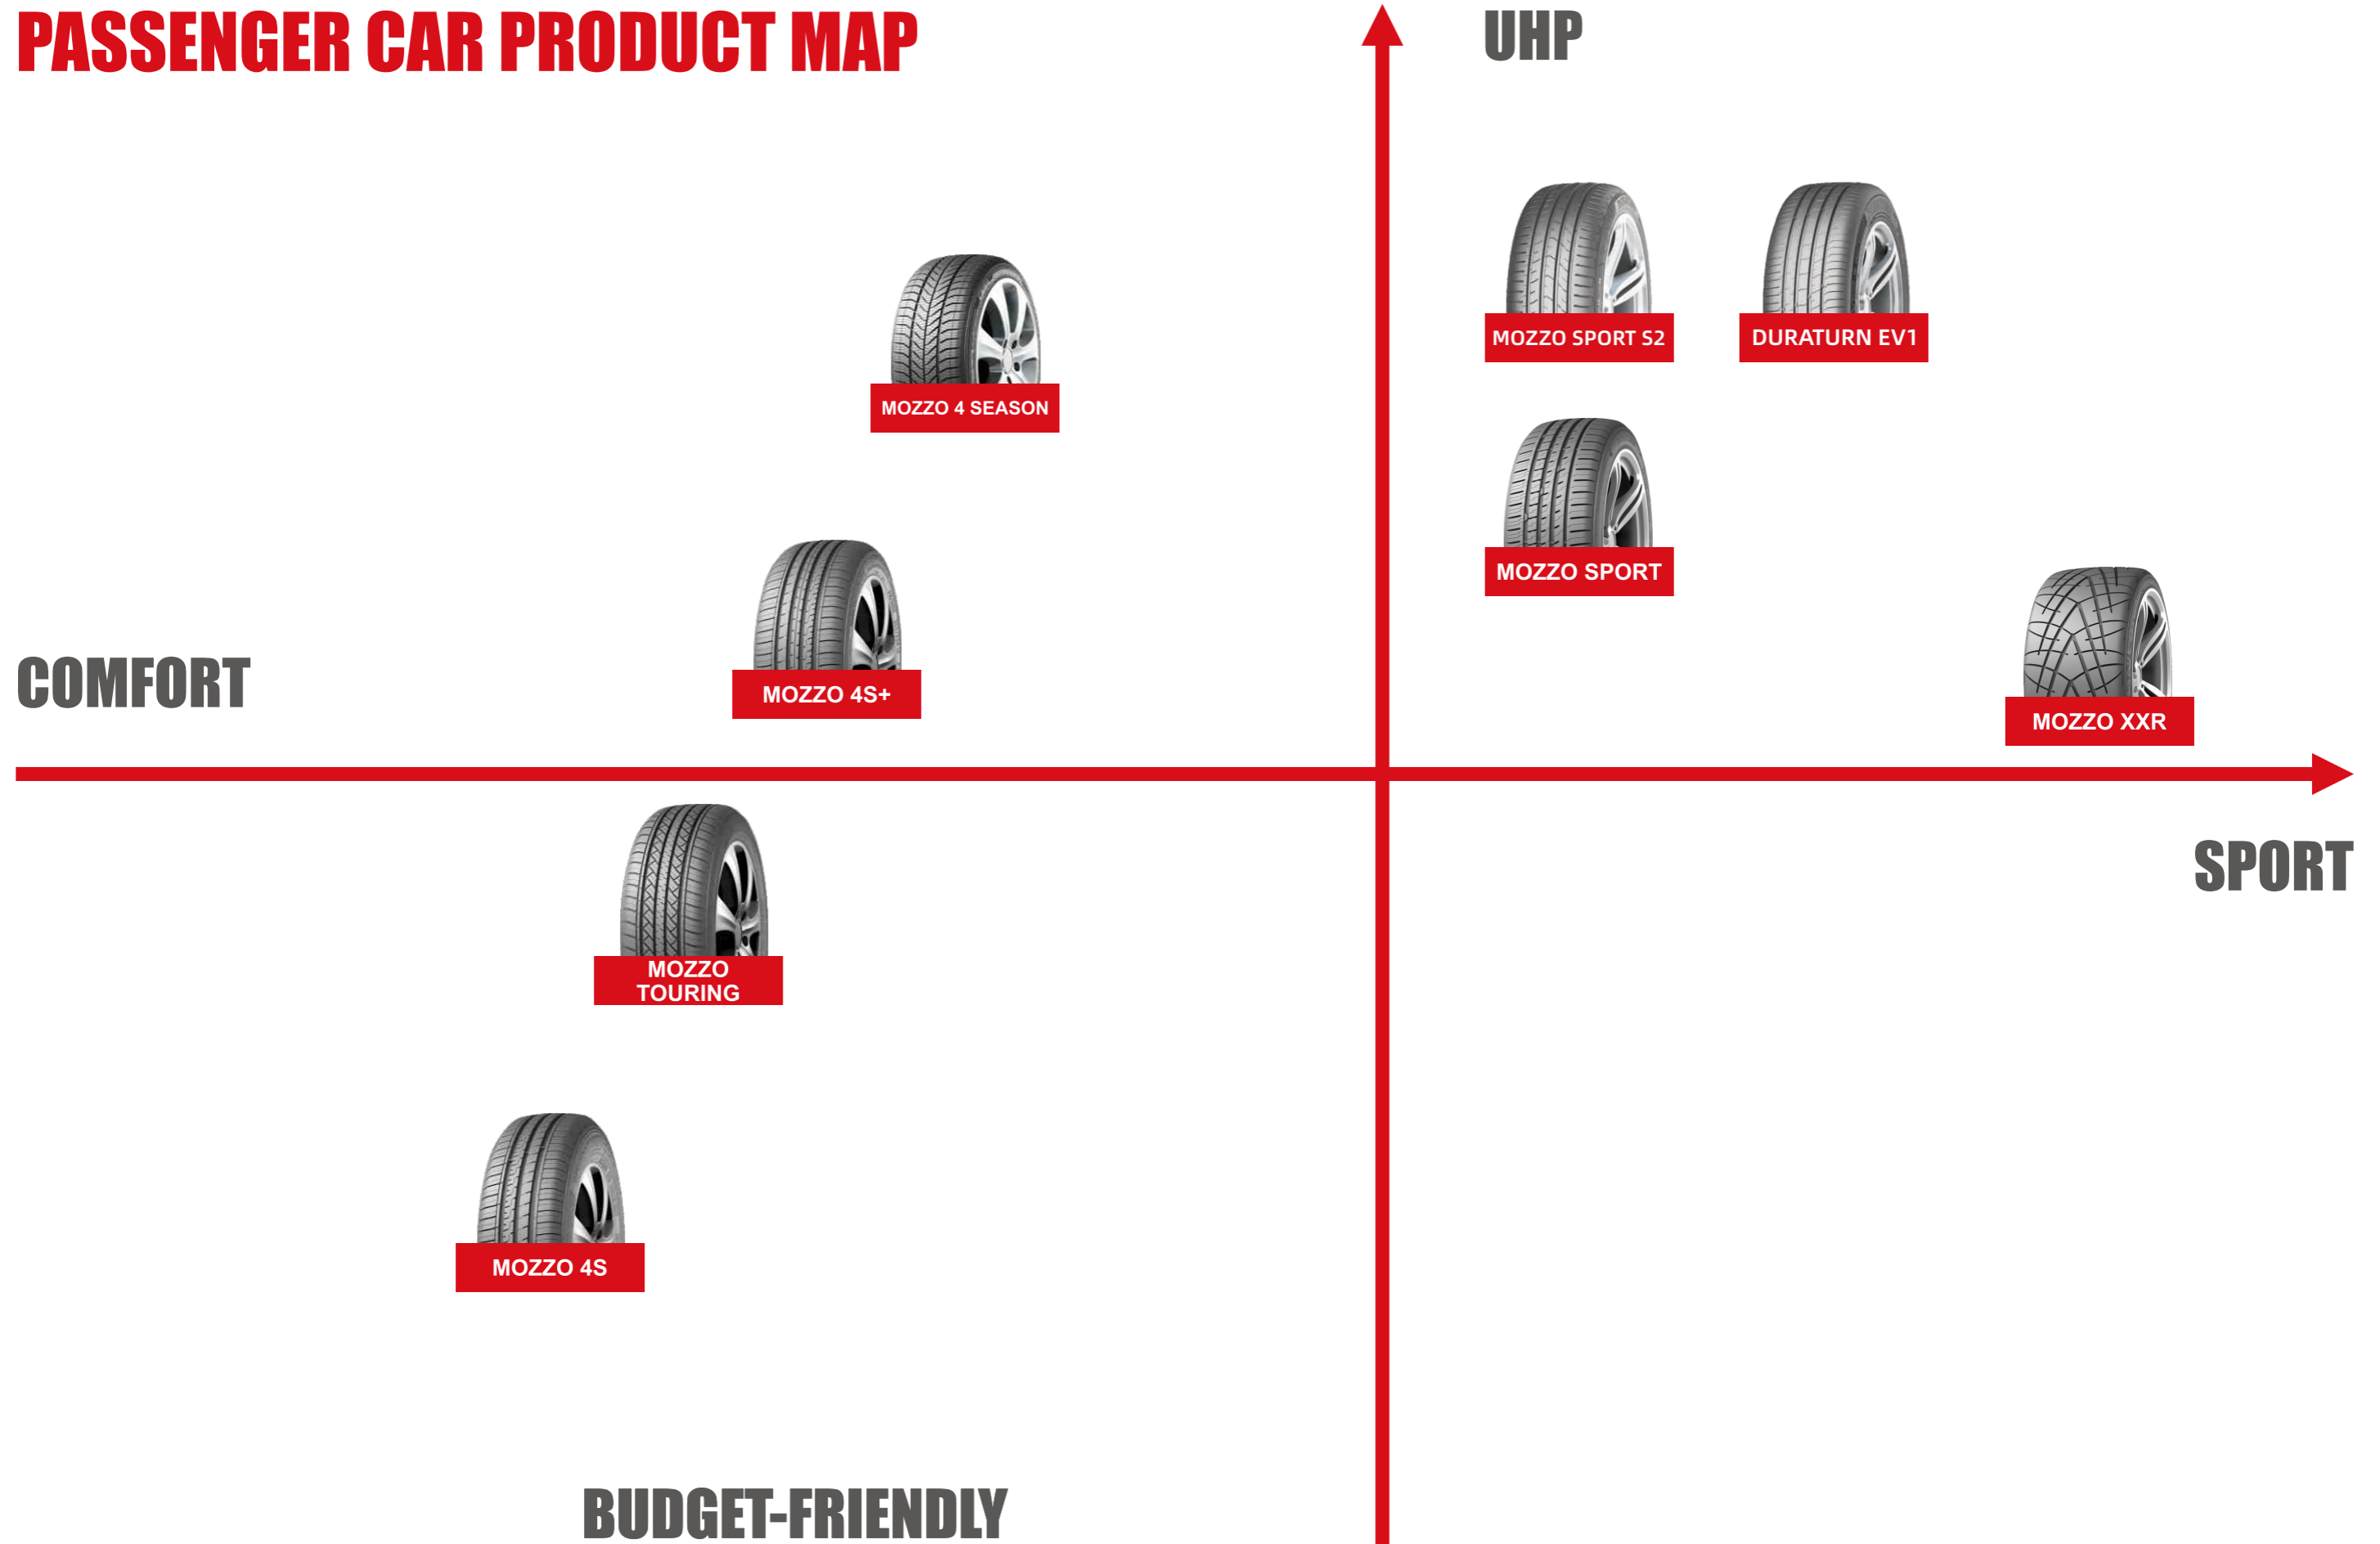 PASSENGER CAR PRODUCT MAP
UHP
MOZZO SPORT S2
DURATURN EV1
MOZZO 4 SEASON
MOZZO SPORT
MOZZO 4S+
COMFORT
MOZZO XXR
SPORT
MOZZO
TOURING
MOZZO 4S
BUDGET-FRIENDLY